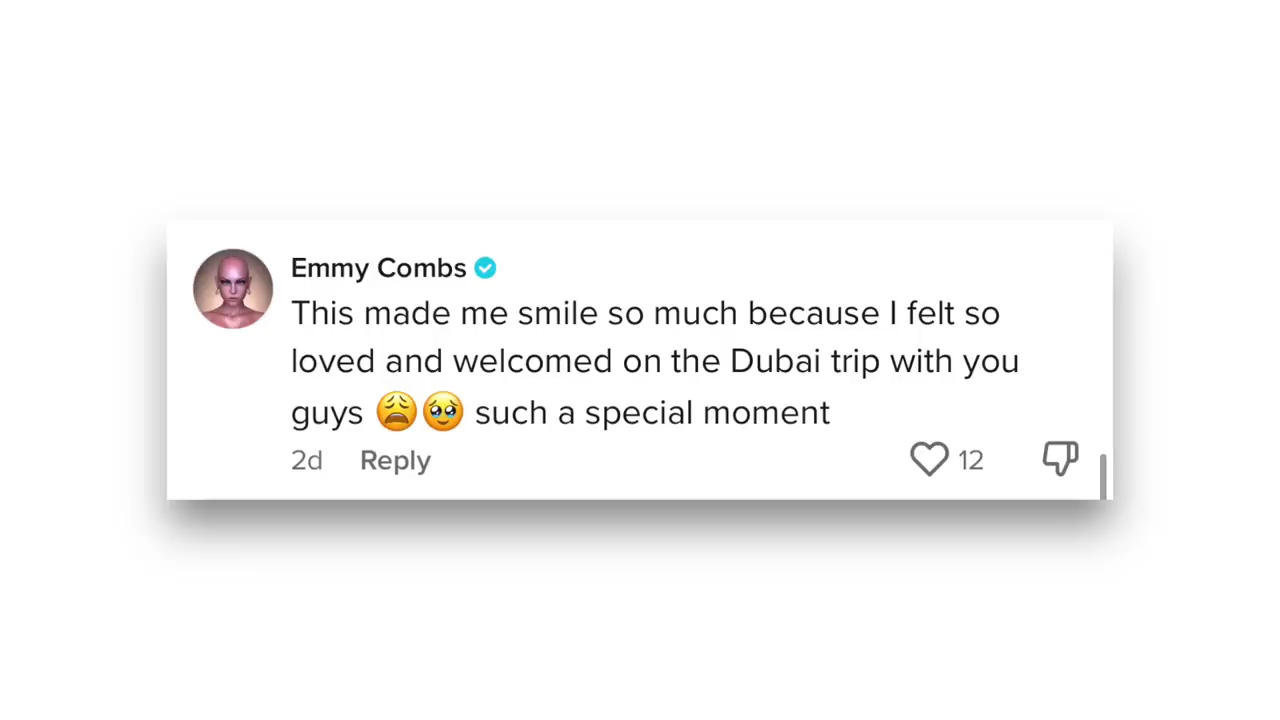 Emmy Combs
This made me smile so much because I felt so
loved and welcomed on the Dubai trip with you
guys 😩🥹 such a special moment
2d Reply 12